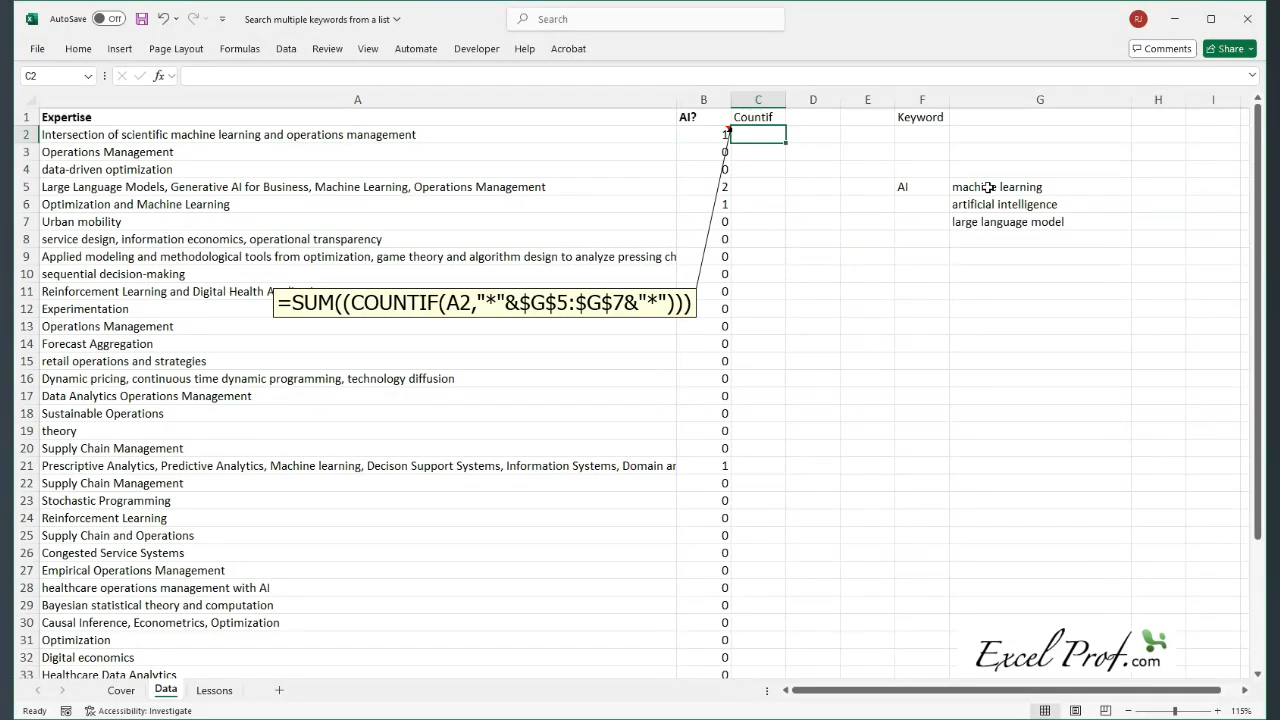 AutoSave Off Search multiple keywords from a list Search RJ
File Home Insert Page Layout Formulas Data Review View Automate Developer Help Acrobat Comments Share
C2 fx
A B C D E F G H I
1 Expertise AI? Countif Keyword
2 Intersection of scientific machine learning and operations management 1
3 Operations Management 0
4 data-driven optimization 0
5 Large Language Models, Generative AI for Business, Machine Learning, Operations Management 2 AI machine learning
6 Optimization and Machine Learning 1 artificial intelligence
7 Urban mobility 0 large language model
8 service design, information economics, operational transparency 0
9 Applied modeling and methodological tools from optimization, game theory and algorithm design to analyze pressing ch 0
10 sequential decision-making 0
11 Reinforcement Learning and Digital Health A 0
=SUM((COUNTIF(A2,"*"&$G$5:$G$7&"*")))
12 Experimentation 0
13 Operations Management 0
14 Forecast Aggregation 0
15 retail operations and strategies 0
16 Dynamic pricing, continuous time dynamic programming, technology diffusion 0
17 Data Analytics Operations Management 0
18 Sustainable Operations 0
19 theory 0
20 Supply Chain Management 0
21 Prescriptive Analytics, Predictive Analytics, Machine learning, Decison Support Systems, Information Systems, Domain ar 1
22 Supply Chain Management 0
23 Stochastic Programming 0
24 Reinforcement Learning 0
25 Supply Chain and Operations 0
26 Congested Service Systems 0
27 Empirical Operations Management 0
28 healthcare operations management with AI 0
29 Bayesian statistical theory and computation 0
30 Causal Inference, Econometrics, Optimization 0
31 Optimization 0
32 Digital economics 0
33 Healthcare Data Analytics 0
Excel Prof.com
Cover Data Lessons
Ready Accessibility: Investigate 115%